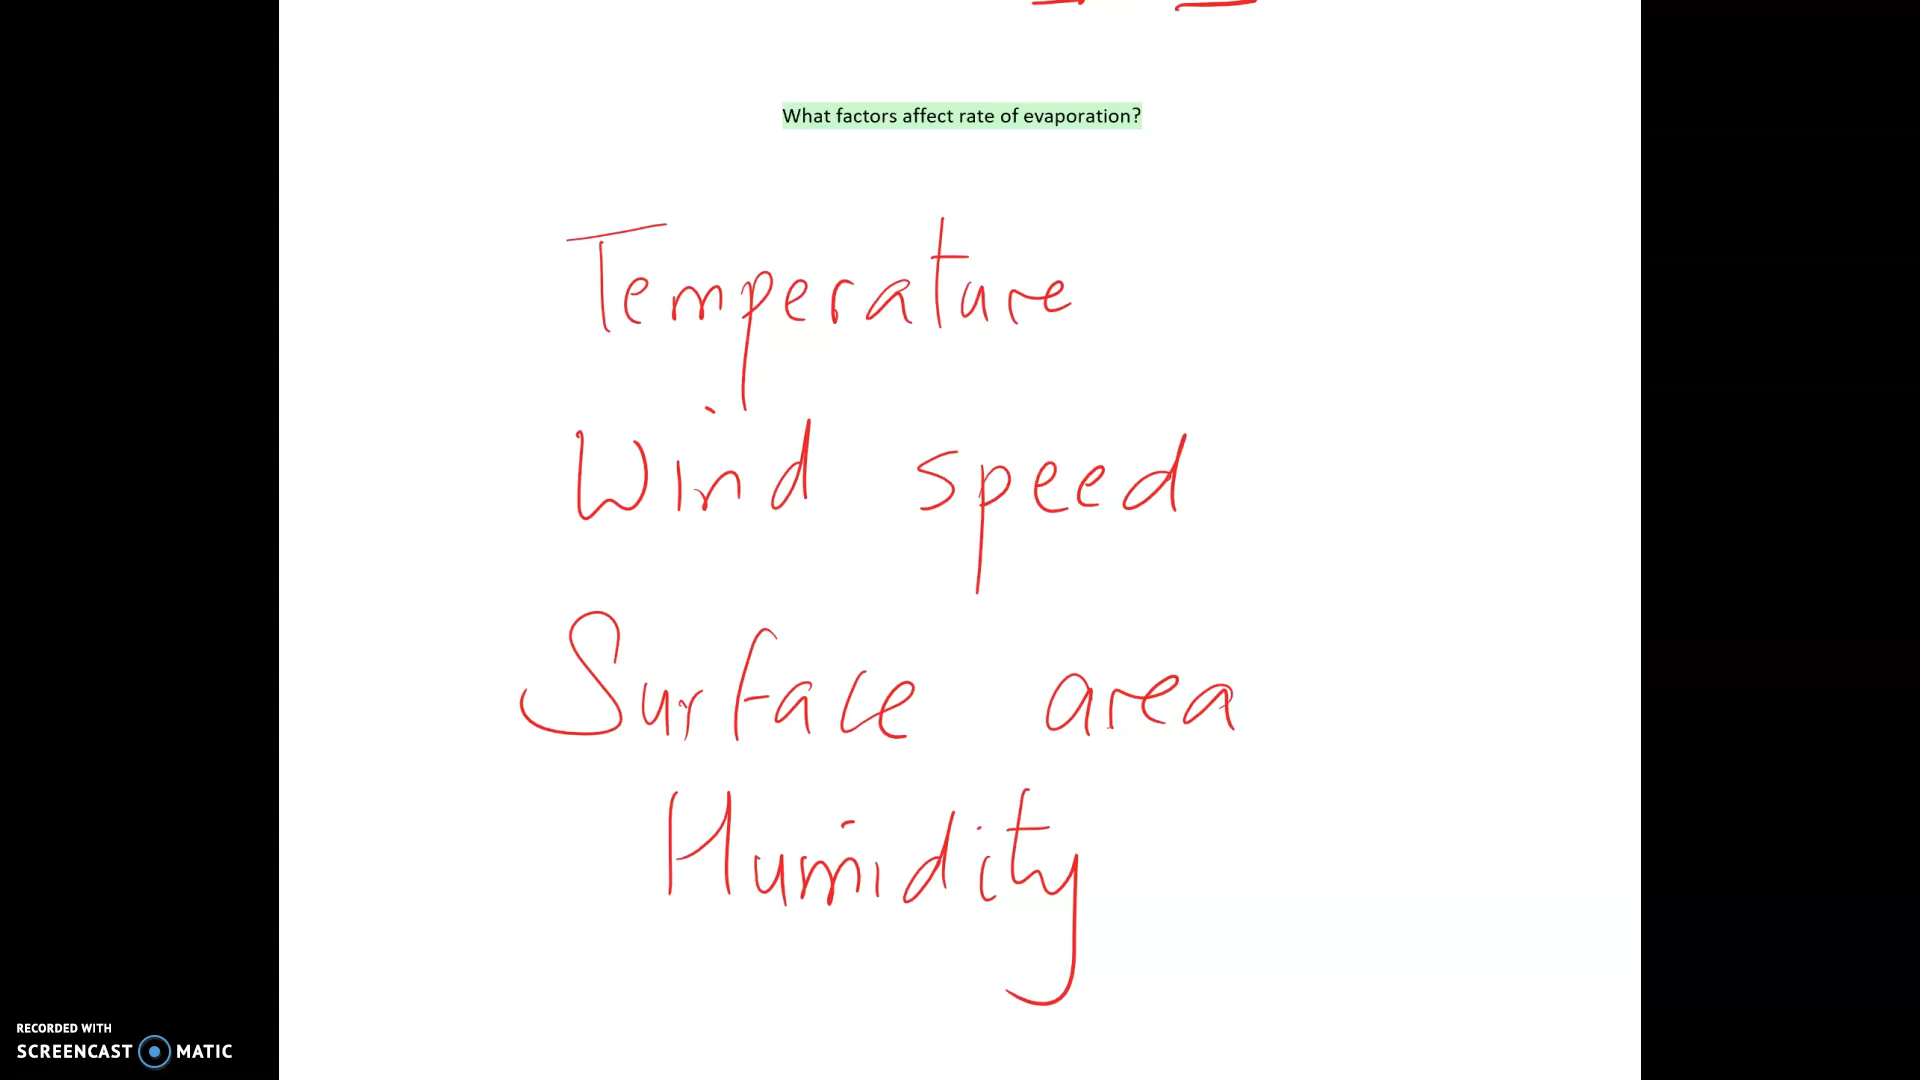 What factors affect rate of evaporation?
Temperature
Wind speed
Surface area
Humidity
RECORDED WITH
SCREENCAST MATIC